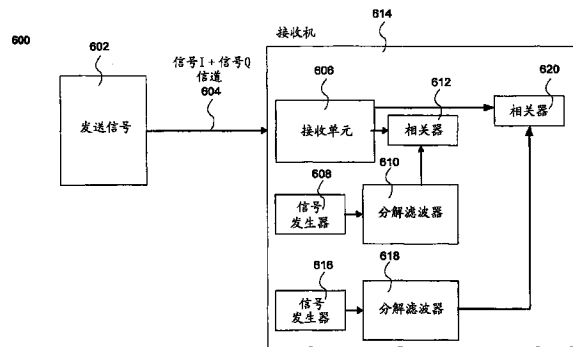 600
602
发送信号
信号I + 信号Q
信道
604
接收机
614
606
接收单元
612
相关器
620
相关器
608
信号
发生器
610
分解滤波器
616
信号
发生器
618
分解滤波器